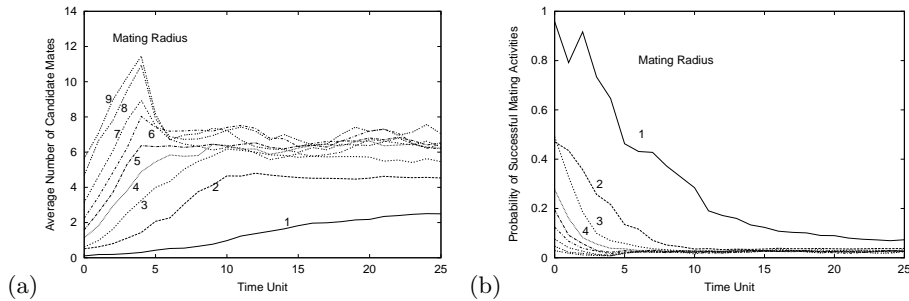 14
12
10
8
6
4
2
0
Average Number of Candidate Mates
Mating Radius
9
8
7
6
5
4
3
2
1
0 5 10 15 20 25
Time Unit
(a)
1
0.8
0.6
0.4
0.2
0
Probability of Successful Mating Activities
Mating Radius
1
2
3
4
0 5 10 15 20 25
Time Unit
(b)